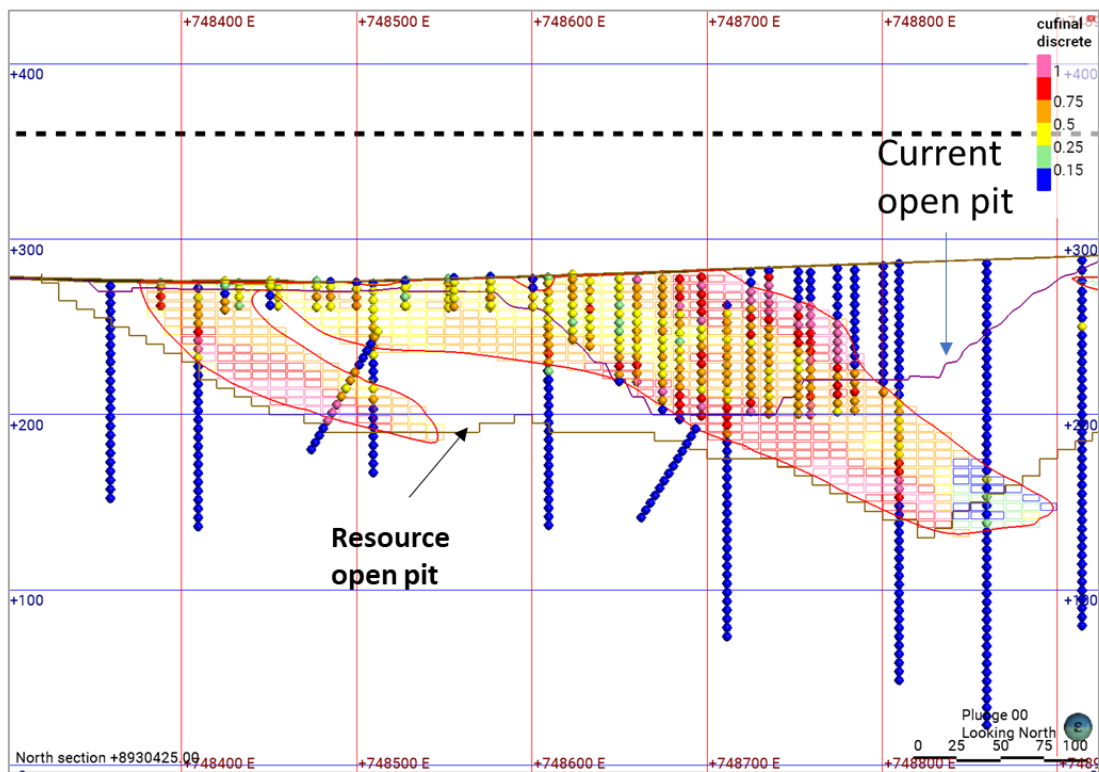 +748400 E +748500 E +748600 E +748700 E +748800 E
cufinal
discrete
+400 1 +400
0.75
0.5
0.25
0.15
Current
open pit
+300 +300
+200 +200
Resource
open pit
+100
Plunge 00
Looking North
0 25 50 75 100
North section +8930425.00
+748400 E +748500 E +748600 E +748700 E +748800 E